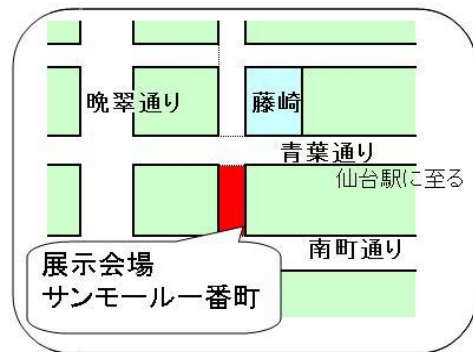 晩翠通り
藤崎
青葉通り
仙台駅に至る
南町通り
展示会場
サンモール一番町